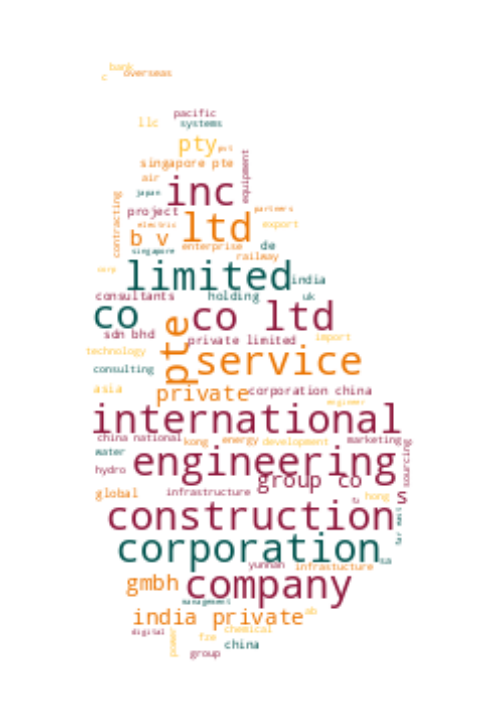 bank
c overseas
pacific
llc systems
pty pvt
singapore pte
equipment
air
japan inc
contracting
project partners
electric ltd export
b v
singapore enterprise de
railway
corp
limited india
consultants holding uk
co co ltd
sdn bhd private limited import
pte
technology
consulting service
asia private corporation china
engineer
international
china national kong energy development marketing
water
hydro engineering sourcing
group co
global infrastructure hong s
construction
far east
corporation sa
yunnan infrastucture
gmbh company
management
india private ab
digital chemical
power fze
china
group